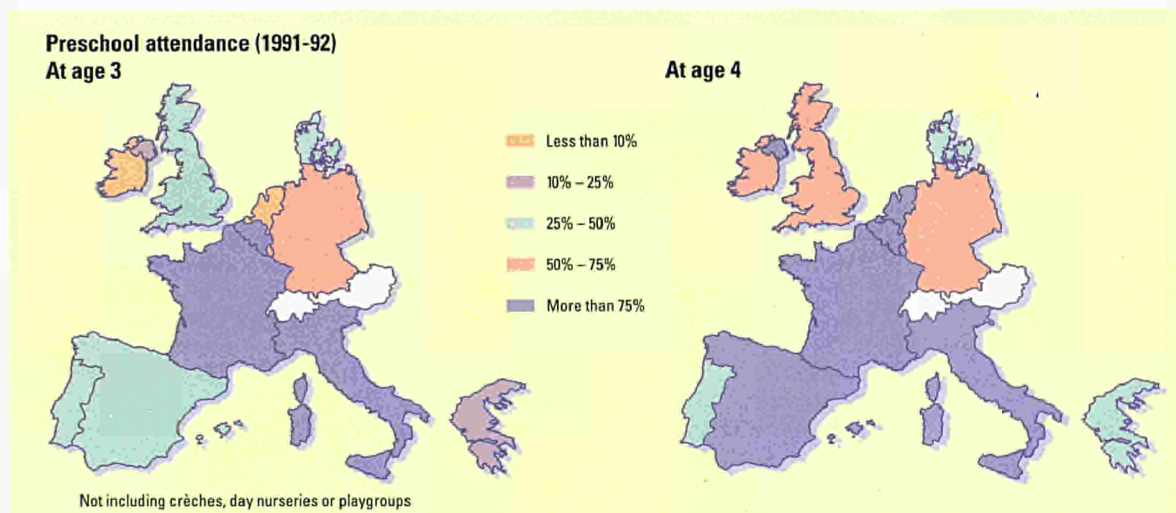 Preschool attendance (1991-92)
At age 3
At age 4
Less than 10%
10% – 25%
25% – 50%
50% – 75%
More than 75%
Not including crèches, day nurseries or playgroups